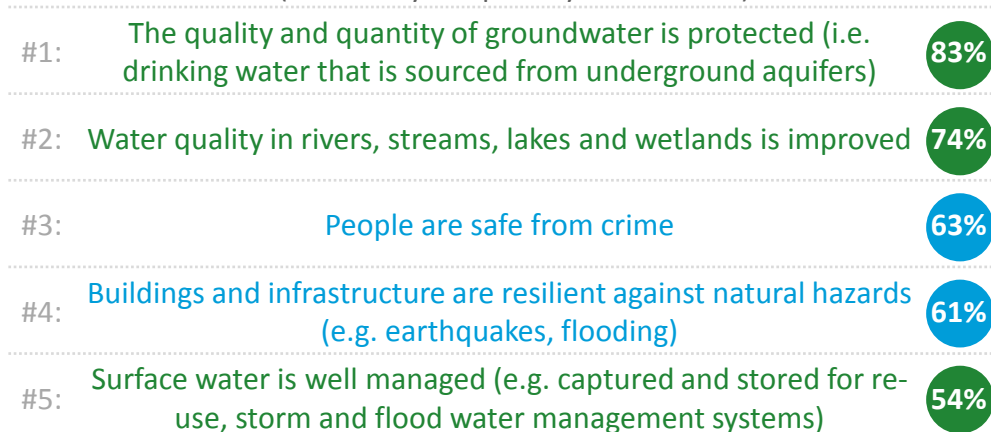 #1:
The quality and quantity of groundwater is protected (i.e.
drinking water that is sourced from underground aquifers)
83%
#2:
Water quality in rivers, streams, lakes and wetlands is improved
74%
#3:
People are safe from crime
63%
#4:
Buildings and infrastructure are resilient against natural hazards
(e.g. earthquakes, flooding)
61%
#5:
Surface water is well managed (e.g. captured and stored for re-
use, storm and flood water management systems)
54%